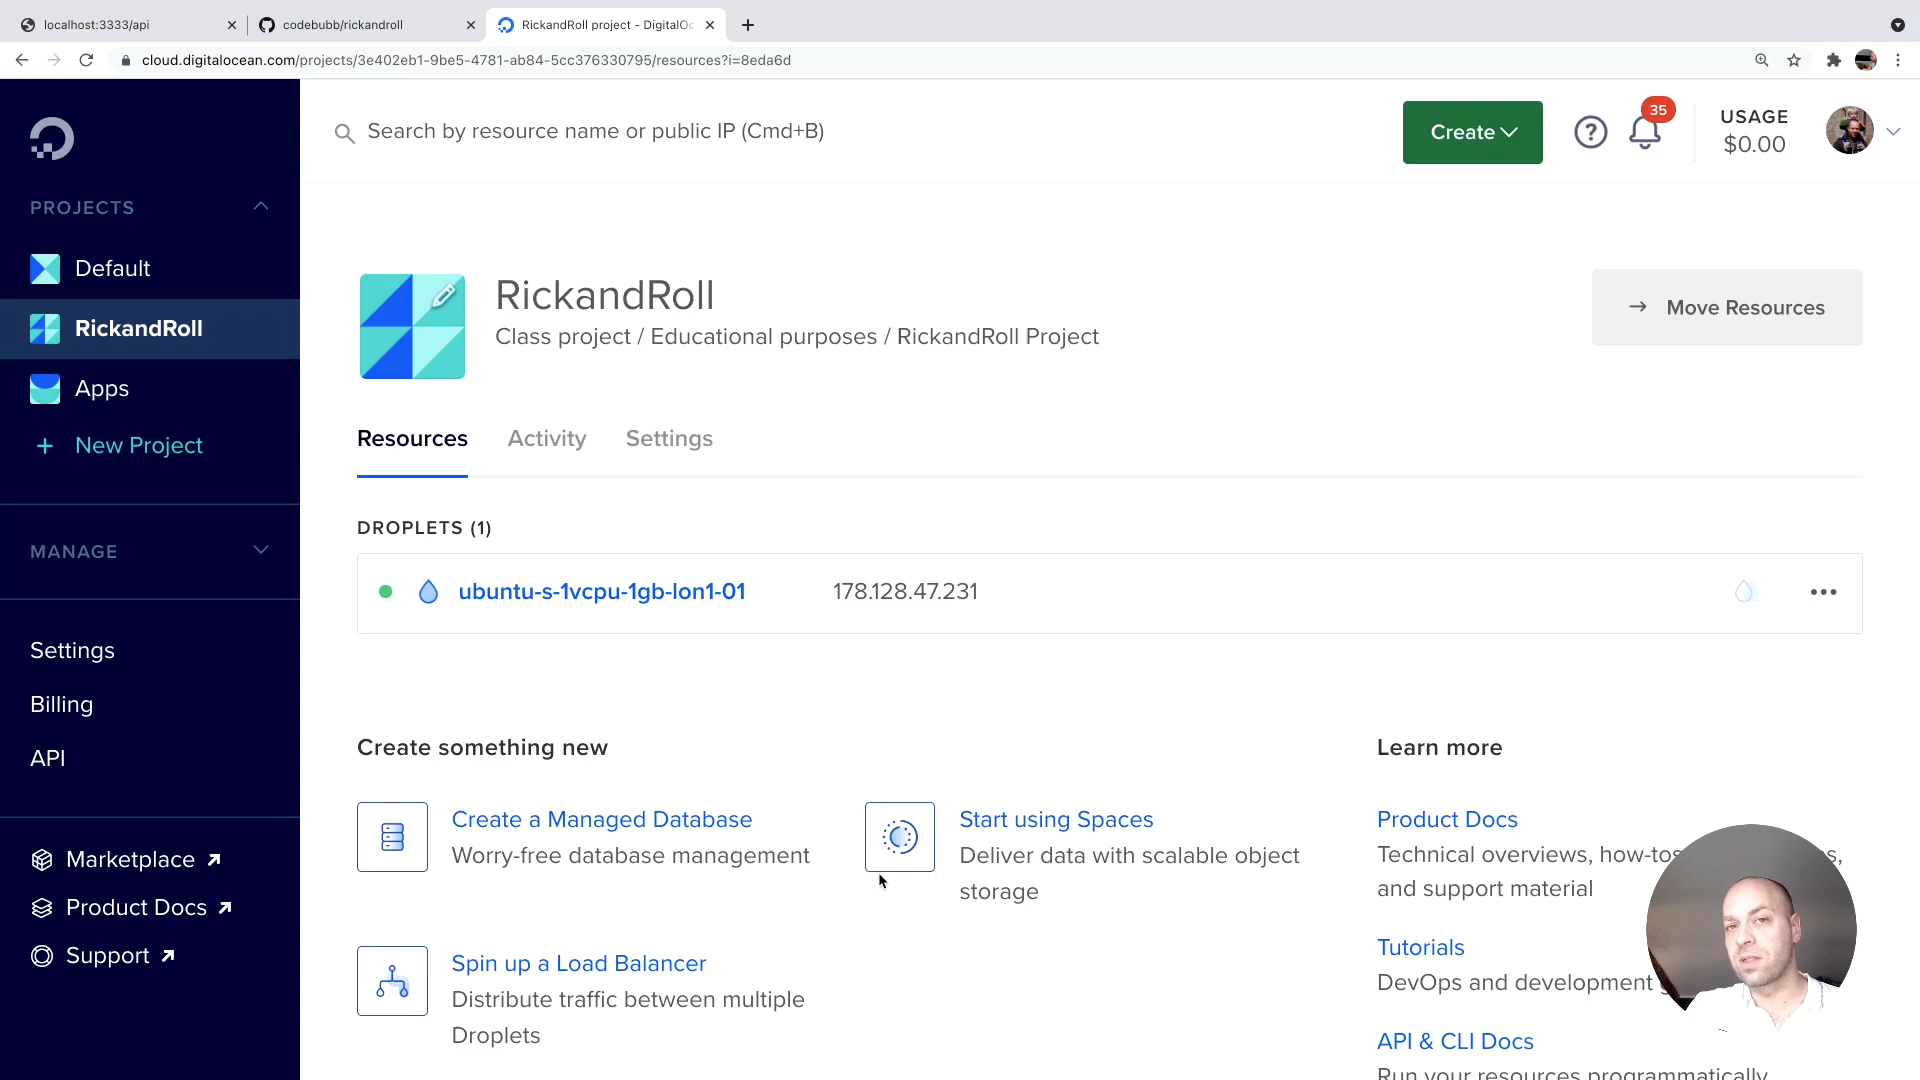 localhost:3333/api
codebubb/rickandroll
RickandRoll project - DigitalOc
cloud.digitalocean.com/projects/3e402eb1-9be5-4781-ab84-5cc376330795/resources?i=8eda6d
Search by resource name or public IP (Cmd+B)
Create
35
USAGE
$0.00
PROJECTS
Default
RickandRoll
Apps
New Project
MANAGE
Settings
Billing
API
Marketplace
Product Docs
Support
RickandRoll
Class project / Educational purposes / RickandRoll Project
Move Resources
Resources
Activity
Settings
DROPLETS (1)
ubuntu-s-1vcpu-1gb-lon1-01
178.128.47.231
Create something new
Create a Managed Database
Worry-free database management
Start using Spaces
Deliver data with scalable object
storage
Spin up a Load Balancer
Distribute traffic between multiple
Droplets
Learn more
Product Docs
Technical overviews,
and support material
Tutorials
DevOps and development
API & CLI Docs
Run your resources programmatically